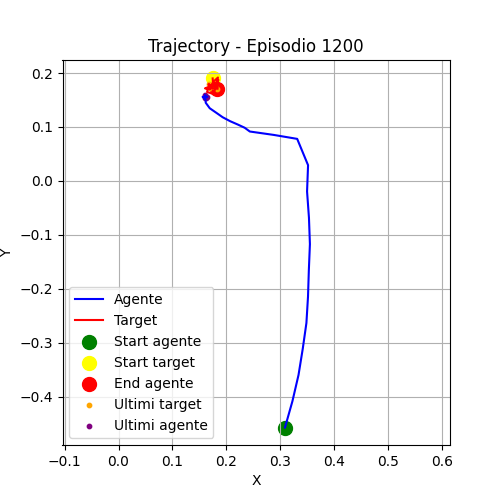 Trajectory - Episodio 1200
0.2
0.1
0.0
−0.1
−0.2
−0.3
−0.4
Y
Agente
Target
Start agente
Start target
End agente
Ultimi target
Ultimi agente
−0.1 0.0 0.1 0.2 0.3 0.4 0.5 0.6
X